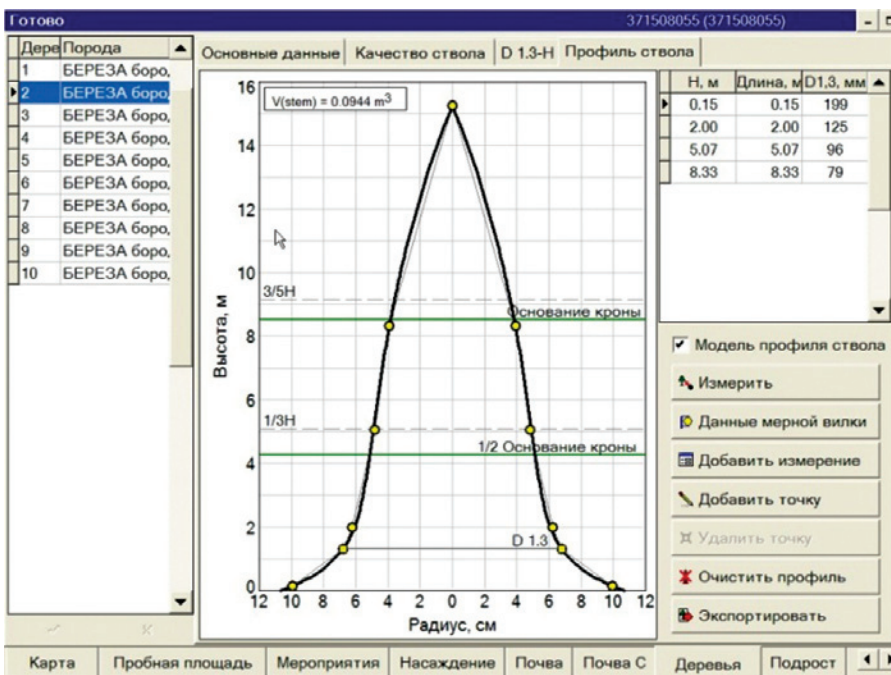 Готово 371508055 (371508055)
Дере Порода
1 БЕРЕЗА боро,
2 БЕРЕЗА боро,
3 БЕРЕЗА боро,
4 БЕРЕЗА боро,
5 БЕРЕЗА боро,
6 БЕРЕЗА боро,
7 БЕРЕЗА боро,
8 БЕРЕЗА боро,
9 БЕРЕЗА боро,
10 БЕРЕЗА боро,
Основные данные Качество ствола D 1.3-H Профиль ствола
V(stem) = 0.0944 m3
16
14
12
10
8
6
4
2
0
Высота, м
3/5H
Основание кроны
1/3H
1/2 Основание кроны
D 1.3
12 10 8 6 4 2 0 2 4 6 8 10 12
Радиус, см
Н, м Длина, м D1,3, мм
0.15 0.15 199
2.00 2.00 125
5.07 5.07 96
8.33 8.33 79
Модель профиля ствола
Измерить
Данные мерной вилки
Добавить измерение
Добавить точку
Удалить точку
Очистить профиль
Экспортировать
Карта Пробная площадь Мероприятия Насаждение Почва Почва С Деревья Подрост